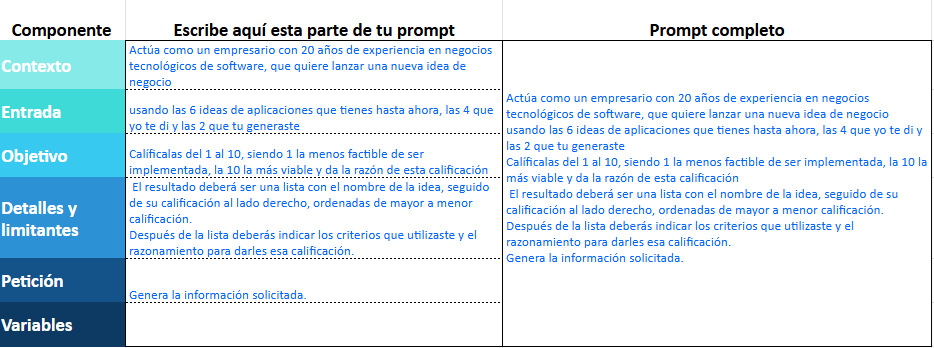 Componente
Escribe aquí esta parte de tu prompt
Prompt completo
Contexto
Actúa como un empresario con 20 años de experiencia en negocios
tecnológicos de software, que quiere lanzar una nueva idea de
negocio
Entrada
usando las 6 ideas de aplicaciones que tienes hasta ahora, las 4 que
yo te di y las 2 que tu generaste
Objetivo
Calíficalas del 1 al 10, siendo 1 la menos factible de ser
implementada, la 10 la más viable y da la razón de esta calificación
Detalles y
limitantes
El resultado deberá ser una lista con el nombre de la idea, seguido
de su calificación al lado derecho, ordenadas de mayor a menor
calificación.
Después de la lista deberás indicar los criterios que utilizaste y el
razonamiento para darles esa calificación.
Petición
Genera la información solicitada.
Variables
Actúa como un empresario con 20 años de experiencia en negocios
tecnológicos de software, que quiere lanzar una nueva idea de negocio
usando las 6 ideas de aplicaciones que tienes hasta ahora, las 4 que yo te di y
las 2 que tu generaste
Calíficalas del 1 al 10, siendo 1 la menos factible de ser implementada, la 10 la
más viable y da la razón de esta calificación
El resultado deberá ser una lista con el nombre de la idea, seguido de su
calificación al lado derecho, ordenadas de mayor a menor calificación.
Después de la lista deberás indicar los criterios que utilizaste y el
razonamiento para darles esa calificación.
Genera la información solicitada.